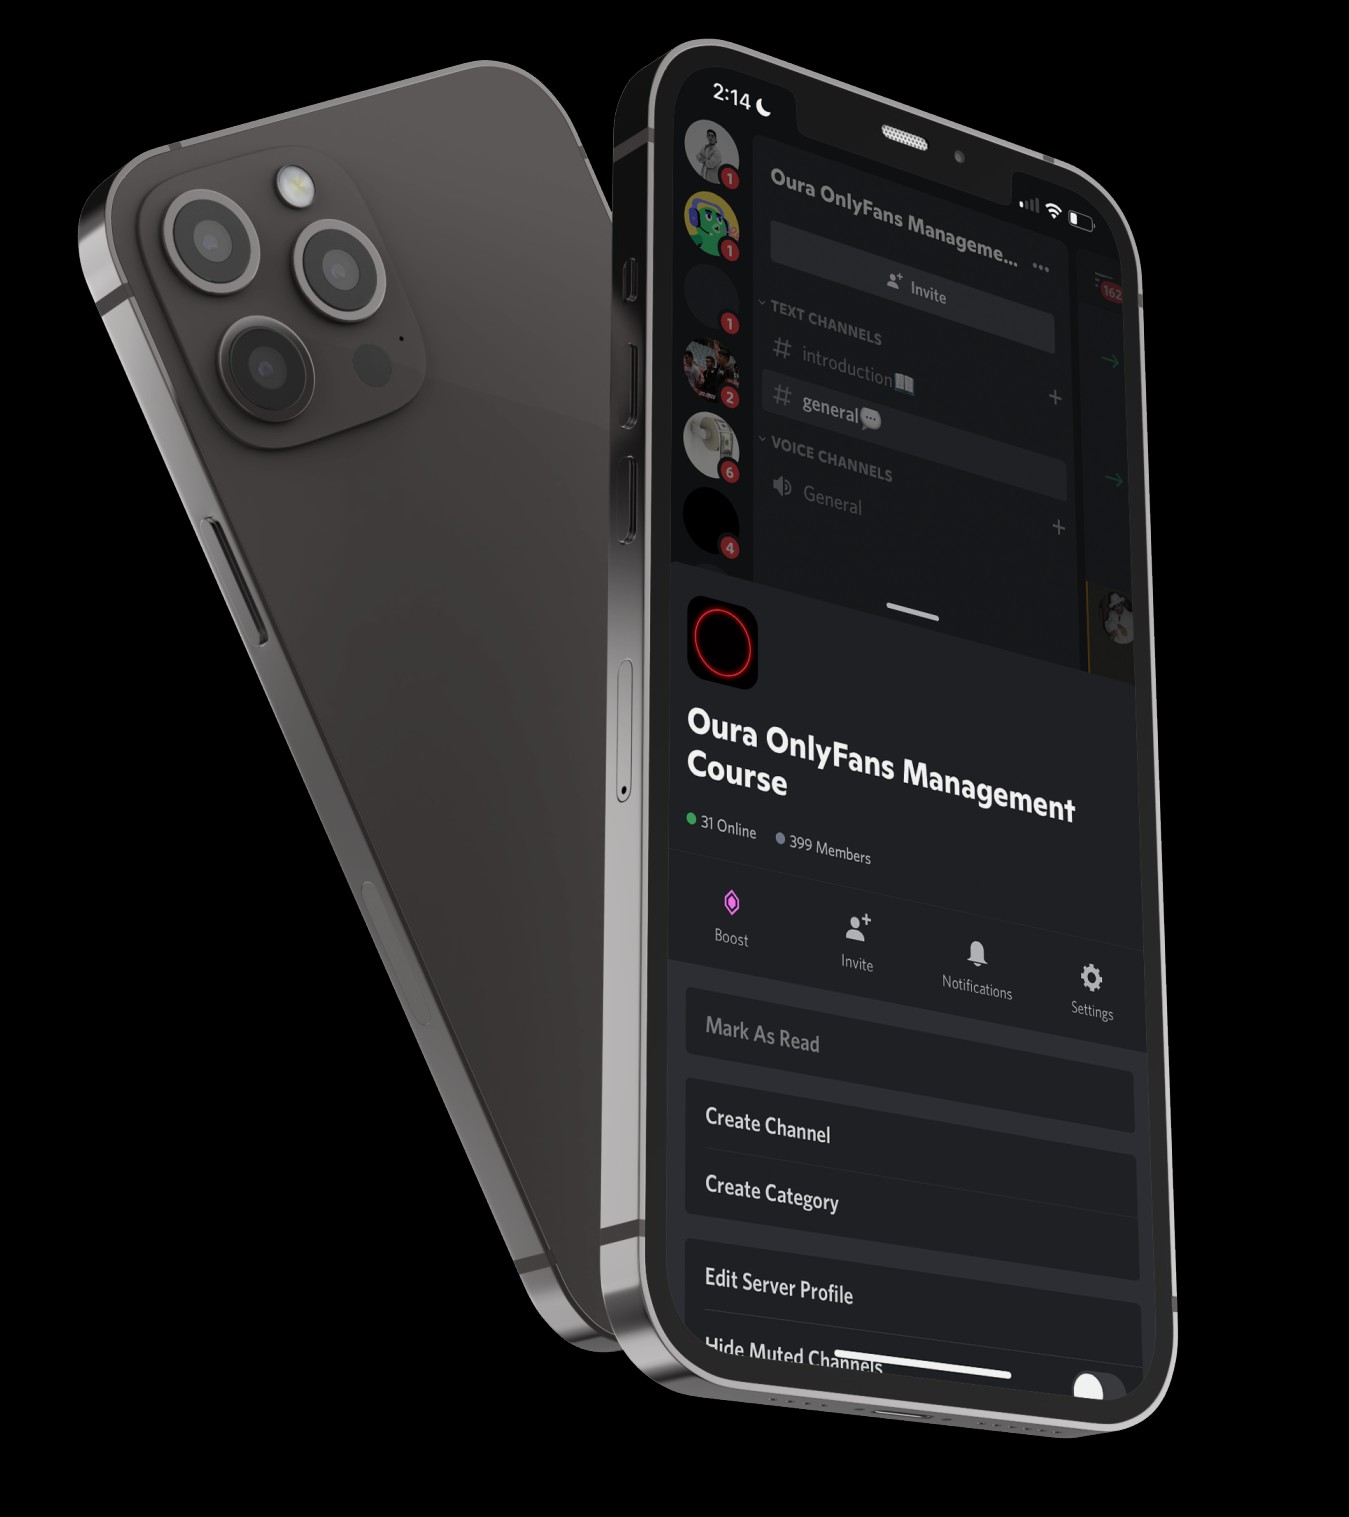 2:14
1
Oura OnlyFans Manageme...
1
162
Invite
1
TEXT CHANNELS
introduction
2
general
VOICE CHANNELS
6
General
4
Oura OnlyFans Management
Course
31 Online 399 Members
Boost
Invite
Notifications
Settings
Mark As Read
Create Channel
Create Category
Edit Server Profile
Hide Muted Channels